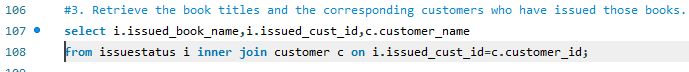 106 #3. Retrieve the book titles and the corresponding customers who have issued those books.
107 select i.issued_book_name,i.issued_cust_id,c.customer_name
108 from issuestatus i inner join customer c on i.issued_cust_id=c.customer_id;